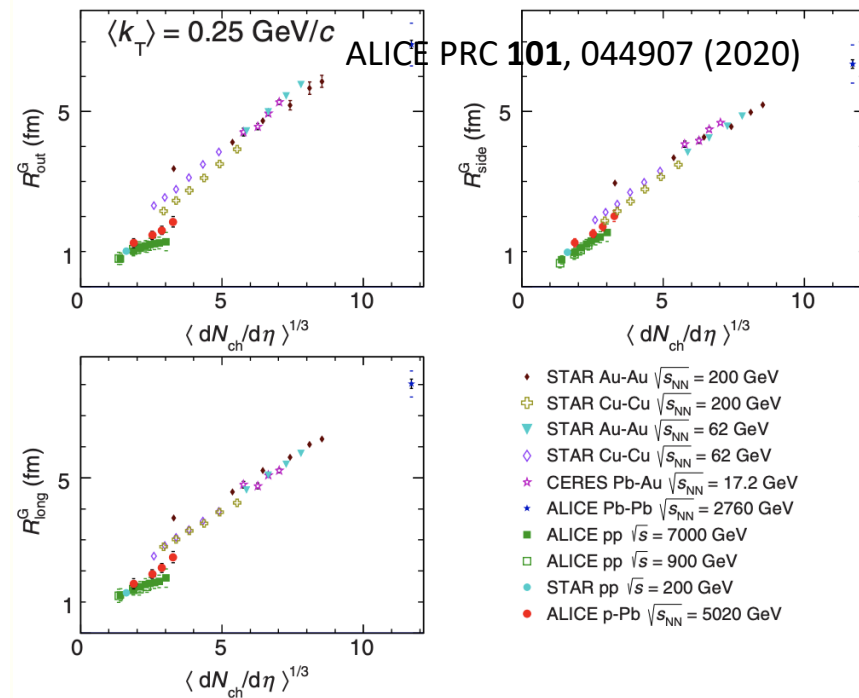 ⟨k_T⟩ = 0.25 GeV/c
ALICE PRC 101, 044907 (2020)
R^G_out (fm)
5
1
0 5 10
⟨ dN_ch/dη ⟩^1/3
R^G_side (fm)
5
1
0 5 10
⟨ dN_ch/dη ⟩^1/3
R^G_long (fm)
5
1
0 5 10
⟨ dN_ch/dη ⟩^1/3
STAR Au-Au √s_NN = 200 GeV
STAR Cu-Cu √s_NN = 200 GeV
STAR Au-Au √s_NN = 62 GeV
STAR Cu-Cu √s_NN = 62 GeV
CERES Pb-Au √s_NN = 17.2 GeV
ALICE Pb-Pb √s_NN = 2760 GeV
ALICE pp √s = 7000 GeV
ALICE pp √s = 900 GeV
STAR pp √s = 200 GeV
ALICE p-Pb √s_NN = 5020 GeV